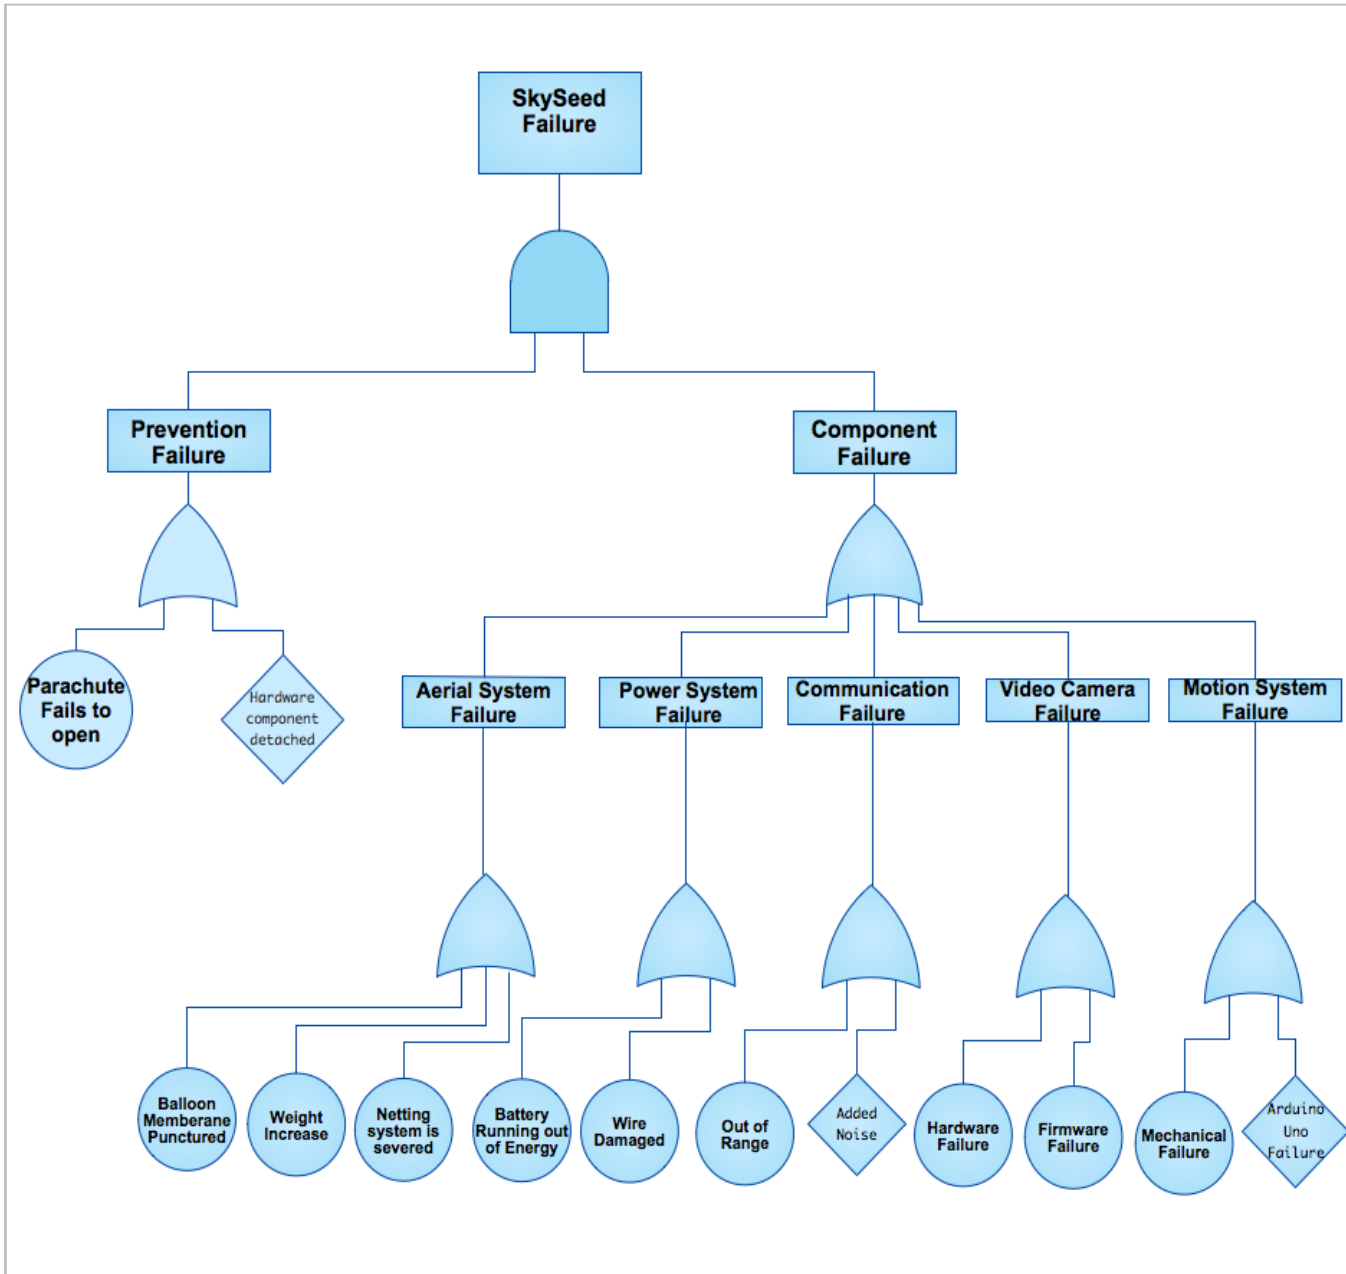 SkySeed
Failure
Prevention
Failure
Component
Failure
Parachute
Fails to
open
Hardware
component
detached
Aerial System
Failure
Power System
Failure
Communication
Failure
Video Camera
Failure
Motion System
Failure
Balloon
Memberane
Punctured
Weight
Increase
Netting
system is
severed
Battery
Running out
of Energy
Wire
Damaged
Out of
Range
Added
Noise
Hardware
Failure
Firmware
Failure
Mechanical
Failure
Arduino
Uno
Failure